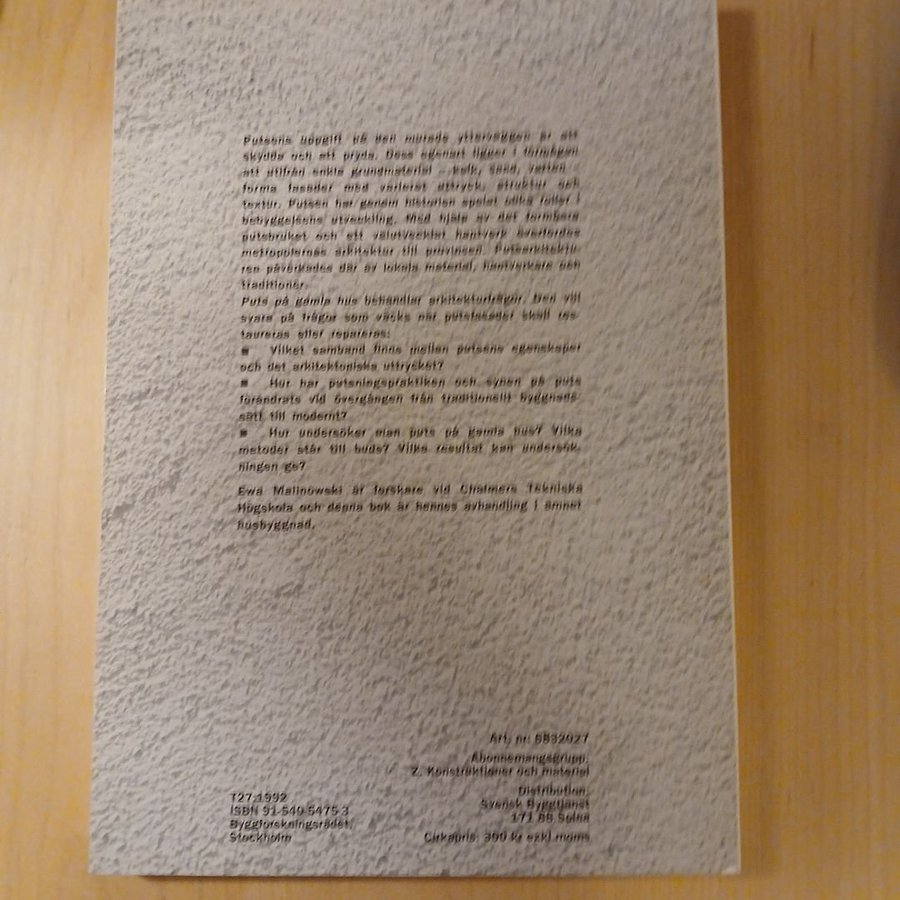 Putsens uppgift på den murade ytterväggen är att
skydda och att pryda. Dess egenart ligger i förmågan
att utifrån enkla grundmaterial – kalk, sand, vatten –
forma fasader med varierat uttryck, struktur och
textur. Putsen har genom historien spelat olika roller i
bebyggelsens utveckling. Med hjälp av det formbara
putsbruket och ett välutvecklat hantverk överfördes
metropolernas arkitektur till provinsen. Putsarkitektu-
ren påverkades där av lokala material, hantverkare och
traditioner.
Puts på gamla hus behandlar arkitekturfrågor. Den vill
svara på frågor som väcks när putsfasader skall res-
taureras eller repareras:
■ Vilket samband finns mellan putsens egenskaper
och det arkitektoniska uttrycket?
■ Hur har putsningspraktiken och synen på puts
förändrats vid övergången från traditionellt byggnads-
sätt till modernt?
■ Hur undersöker man puts på gamla hus? Vilka
metoder står till buds? Vilka resultat kan undersök-
ningen ge?
Ewa Malinowski är forskare vid Chalmers Tekniska
Högskola och denna bok är hennes avhandling i ämnet
husbyggnad.
Art. nr: 6832027
Abonnemangsgrupp:
Z. Konstruktioner och material
Distribution:
Svensk Byggtjänst
171 88 Solna
Cirkapris: 390 kr exkl moms
T27:1992
ISBN 91-540-5475-3
Byggforskningsrådet,
Stockholm